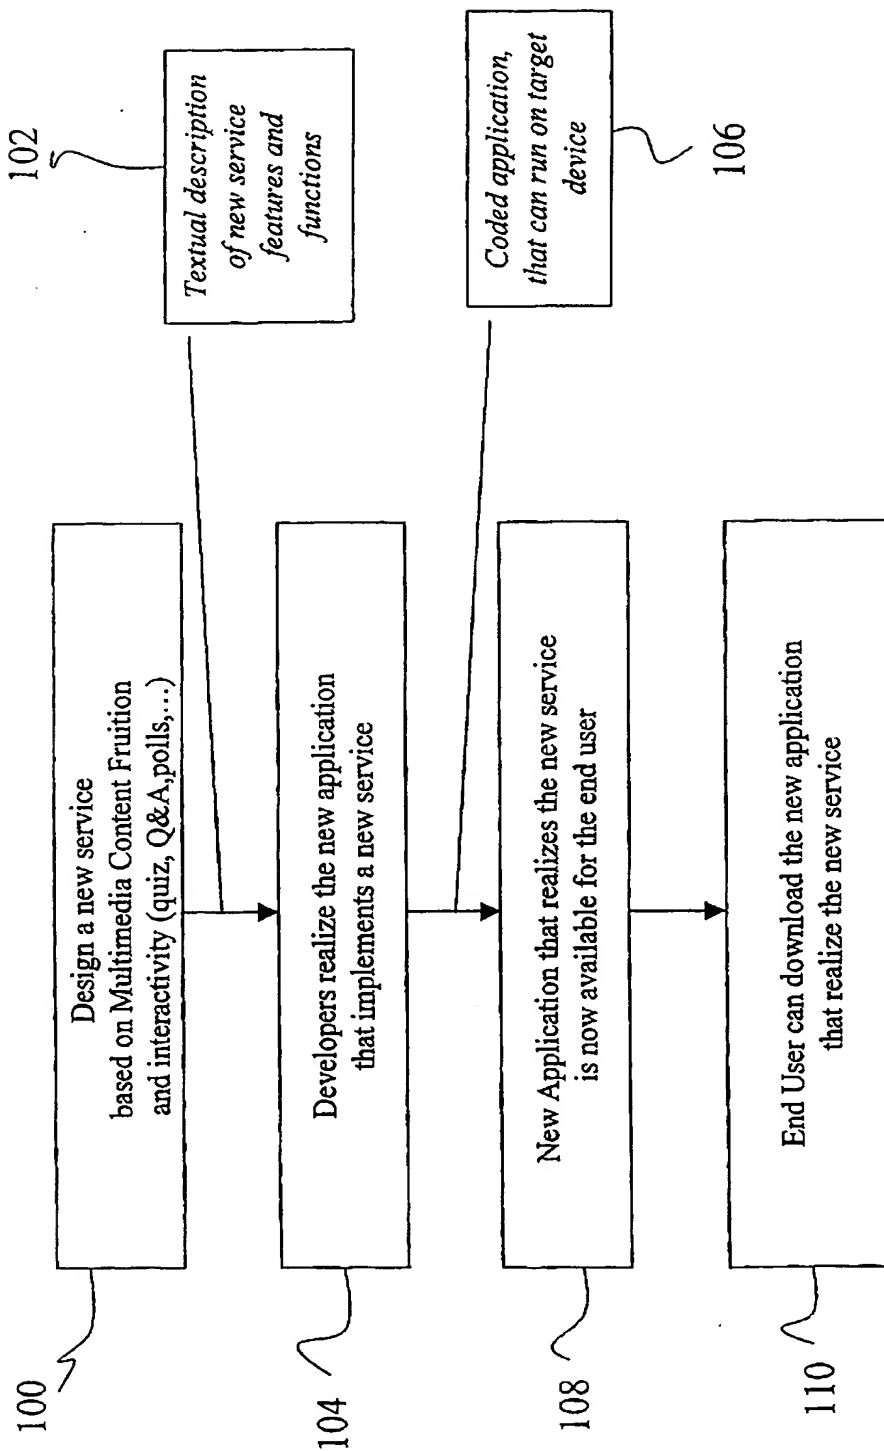 100
Design a new service
based on Multimedia Content Fruition
and interactivity (quiz, Q&A,polls,...)
102
Textual description
of new service
features and
functions
104
Developers realize the new application
that implements a new service
106
Coded application,
that can run on target
device
108
New Application that realizes the new service
is now available for the end user
110
End User can download the new application
that realize the new service